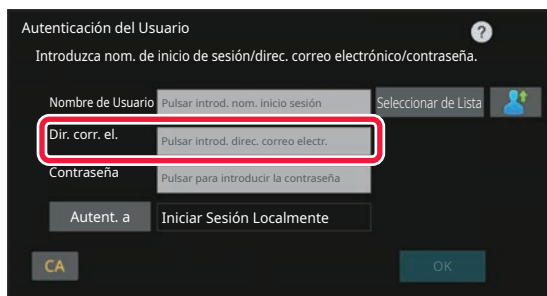 Autenticación del Usuario ?
Introduzca nom. de inicio de sesión/direc. correo electrónico/contraseña.
Nombre de Usuario Pulsar introd. nom. inicio sesión Seleccionar de Lista
Dir. corr. el. Pulsar introd. direc. correo electr.
Contraseña Pulsar para introducir la contraseña
Autent. a Iniciar Sesión Localmente
CA OK